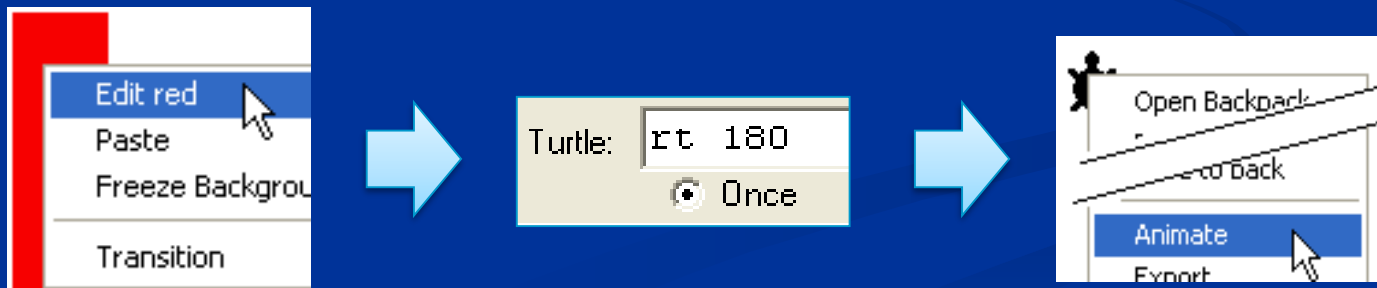 Edit red
Paste
Freeze Backgrou
Transition
Turtle: rt 180
Once
Open Backpack
to Back
Animate
Export